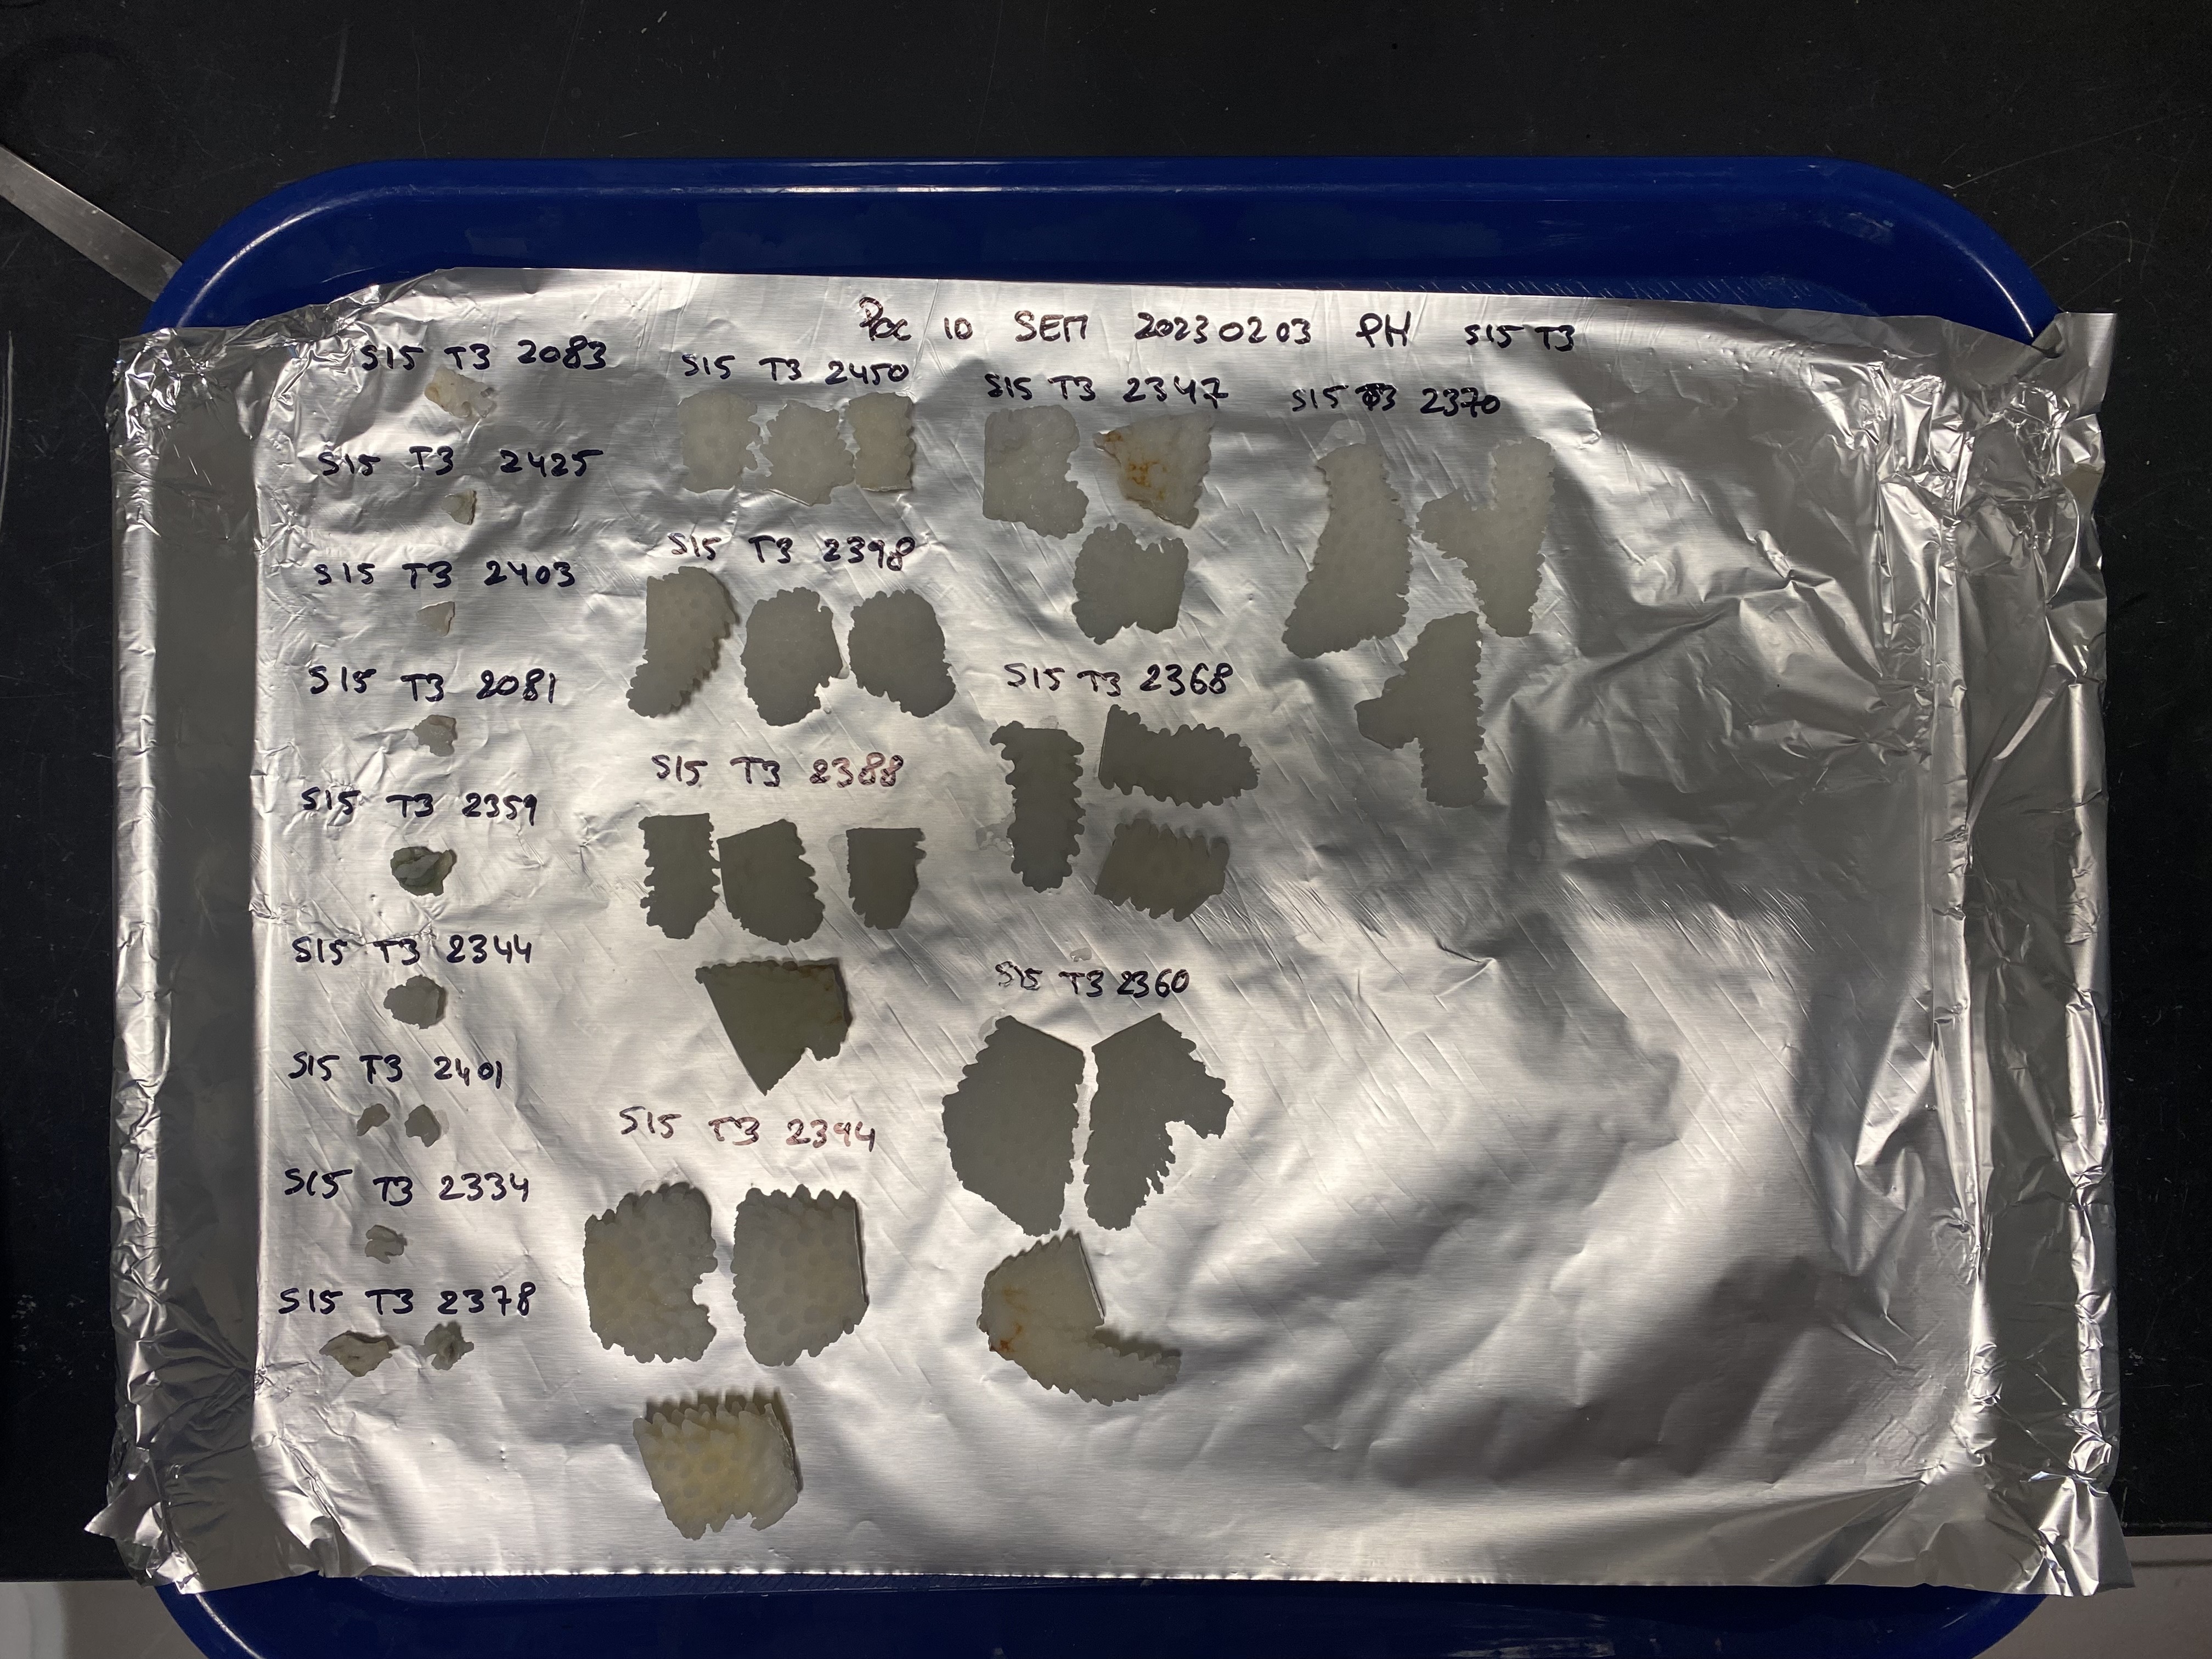 Poc 10 SEM 20230203 PH S15 T3
S15 T3 2083
S15 T3 2425
S15 T3 2403
S15 T3 2081
S15 T3 2359
S15 T3 2344
S15 T3 2401
S15 T3 2334
S15 T3 2378
S15 T3 2450
S15 T3 2398
S15 T3 2388
S15 T3 2394
S15 T3 2347
S15 T3 2368
S15 T3 2360
S15 T3 2370